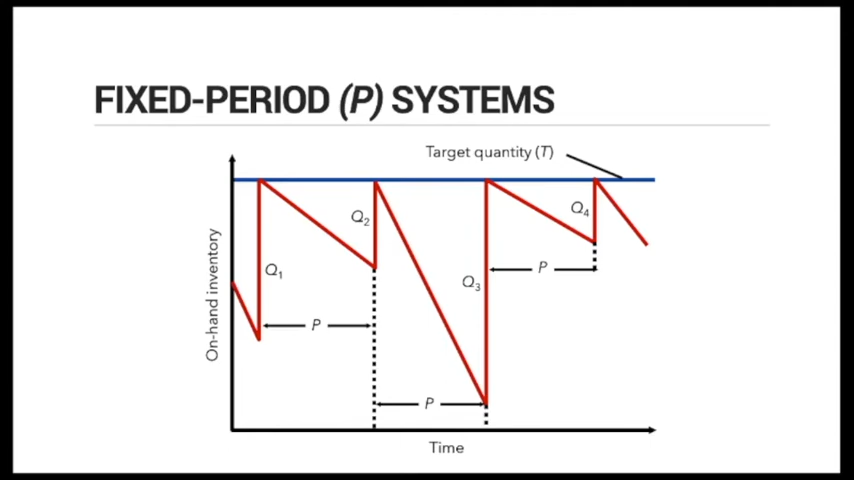 FIXED-PERIOD (P) SYSTEMS
Target quantity (T)
On-hand inventory
Q1
Q2
Q3
Q4
P
P
P
Time